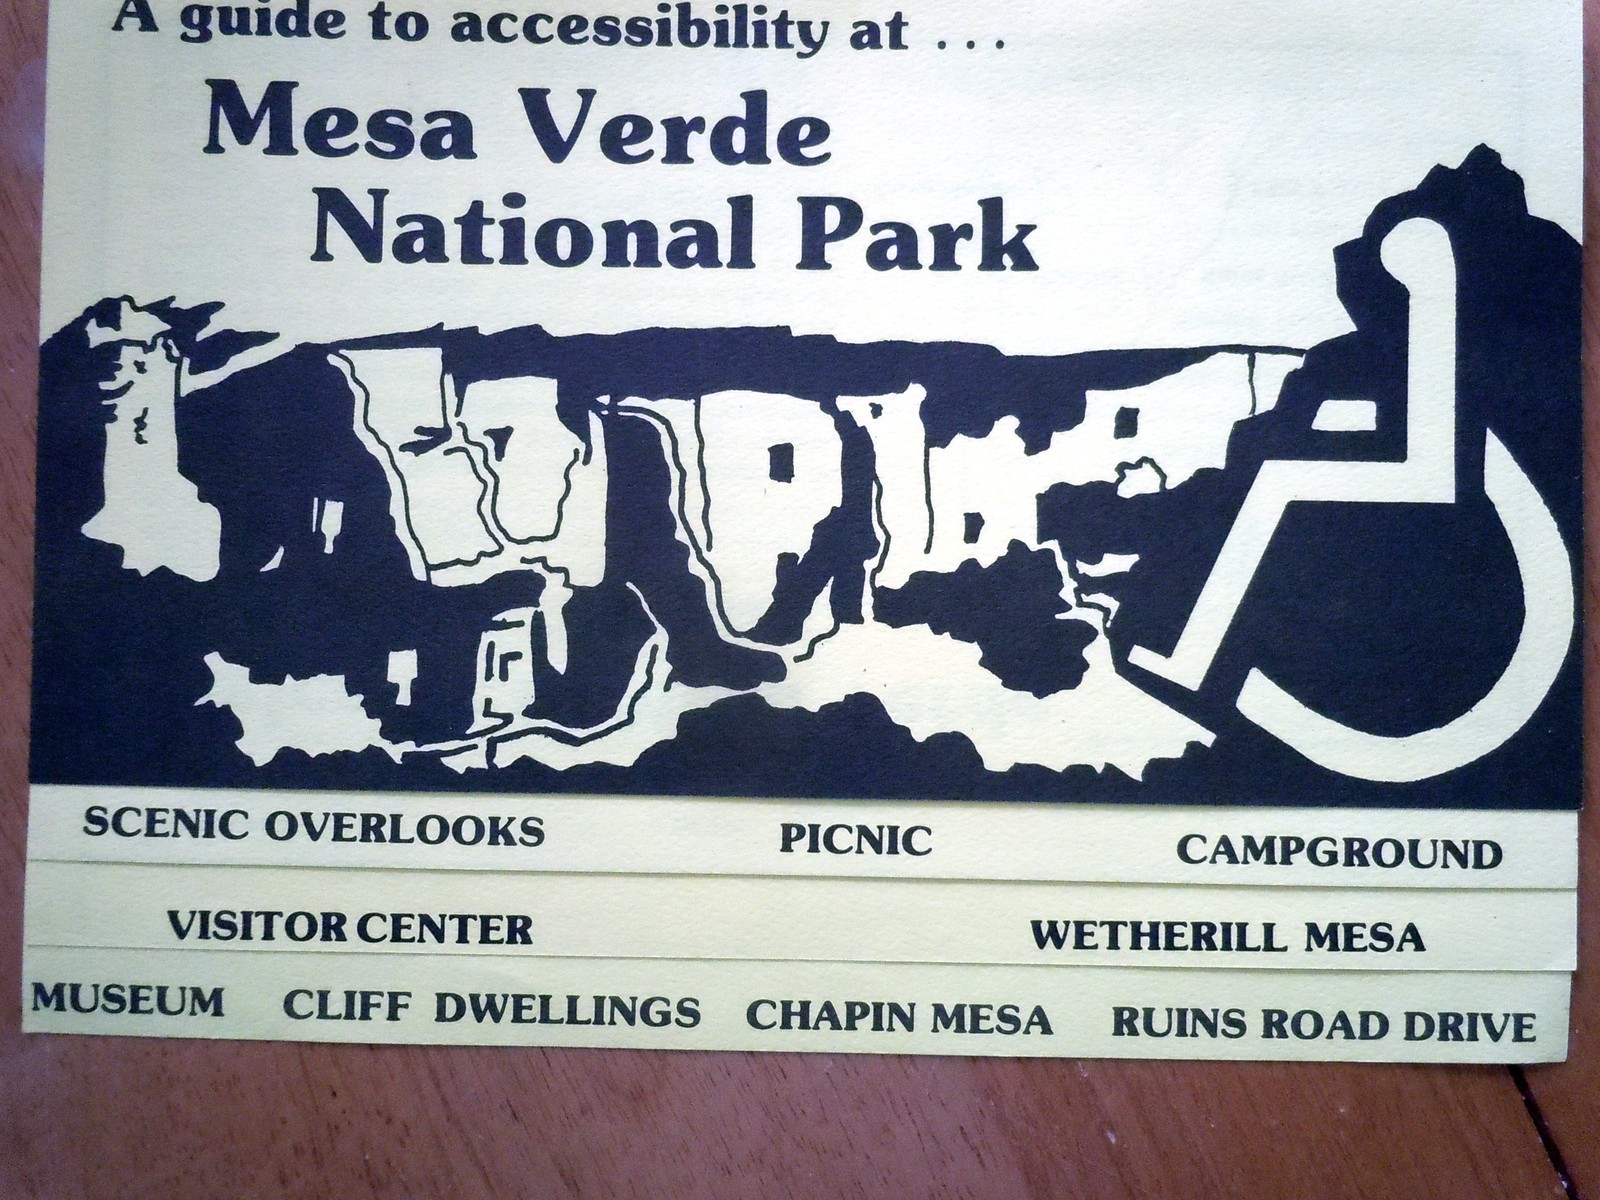 A guide to accessibility at . . .
Mesa Verde
National Park
SCENIC OVERLOOKS PICNIC CAMPGROUND
VISITOR CENTER WETHERILL MESA
MUSEUM CLIFF DWELLINGS CHAPIN MESA RUINS ROAD DRIVE